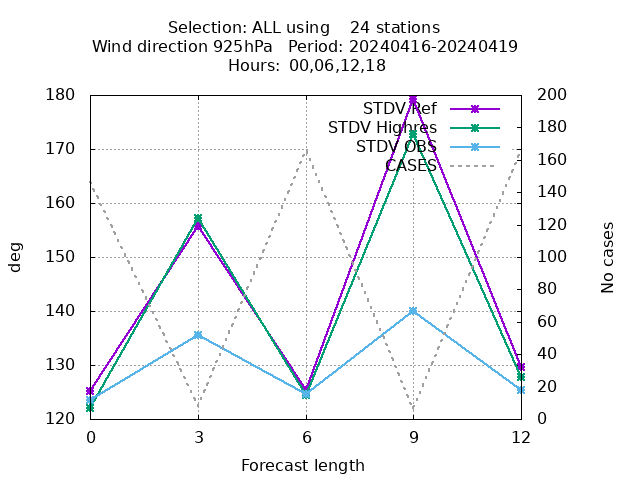 Selection: ALL using    24 stations
Wind direction 925hPa   Period: 20240416-20240419
Hours: 00,06,12,18
180 200
STDV Ref
STDV Highres 180
170 STDV OBS
CASES 160
160 140
120
deg 150 100 No cases
80
140 60
130 40
20
120 0
0 3 6 9 12
Forecast length